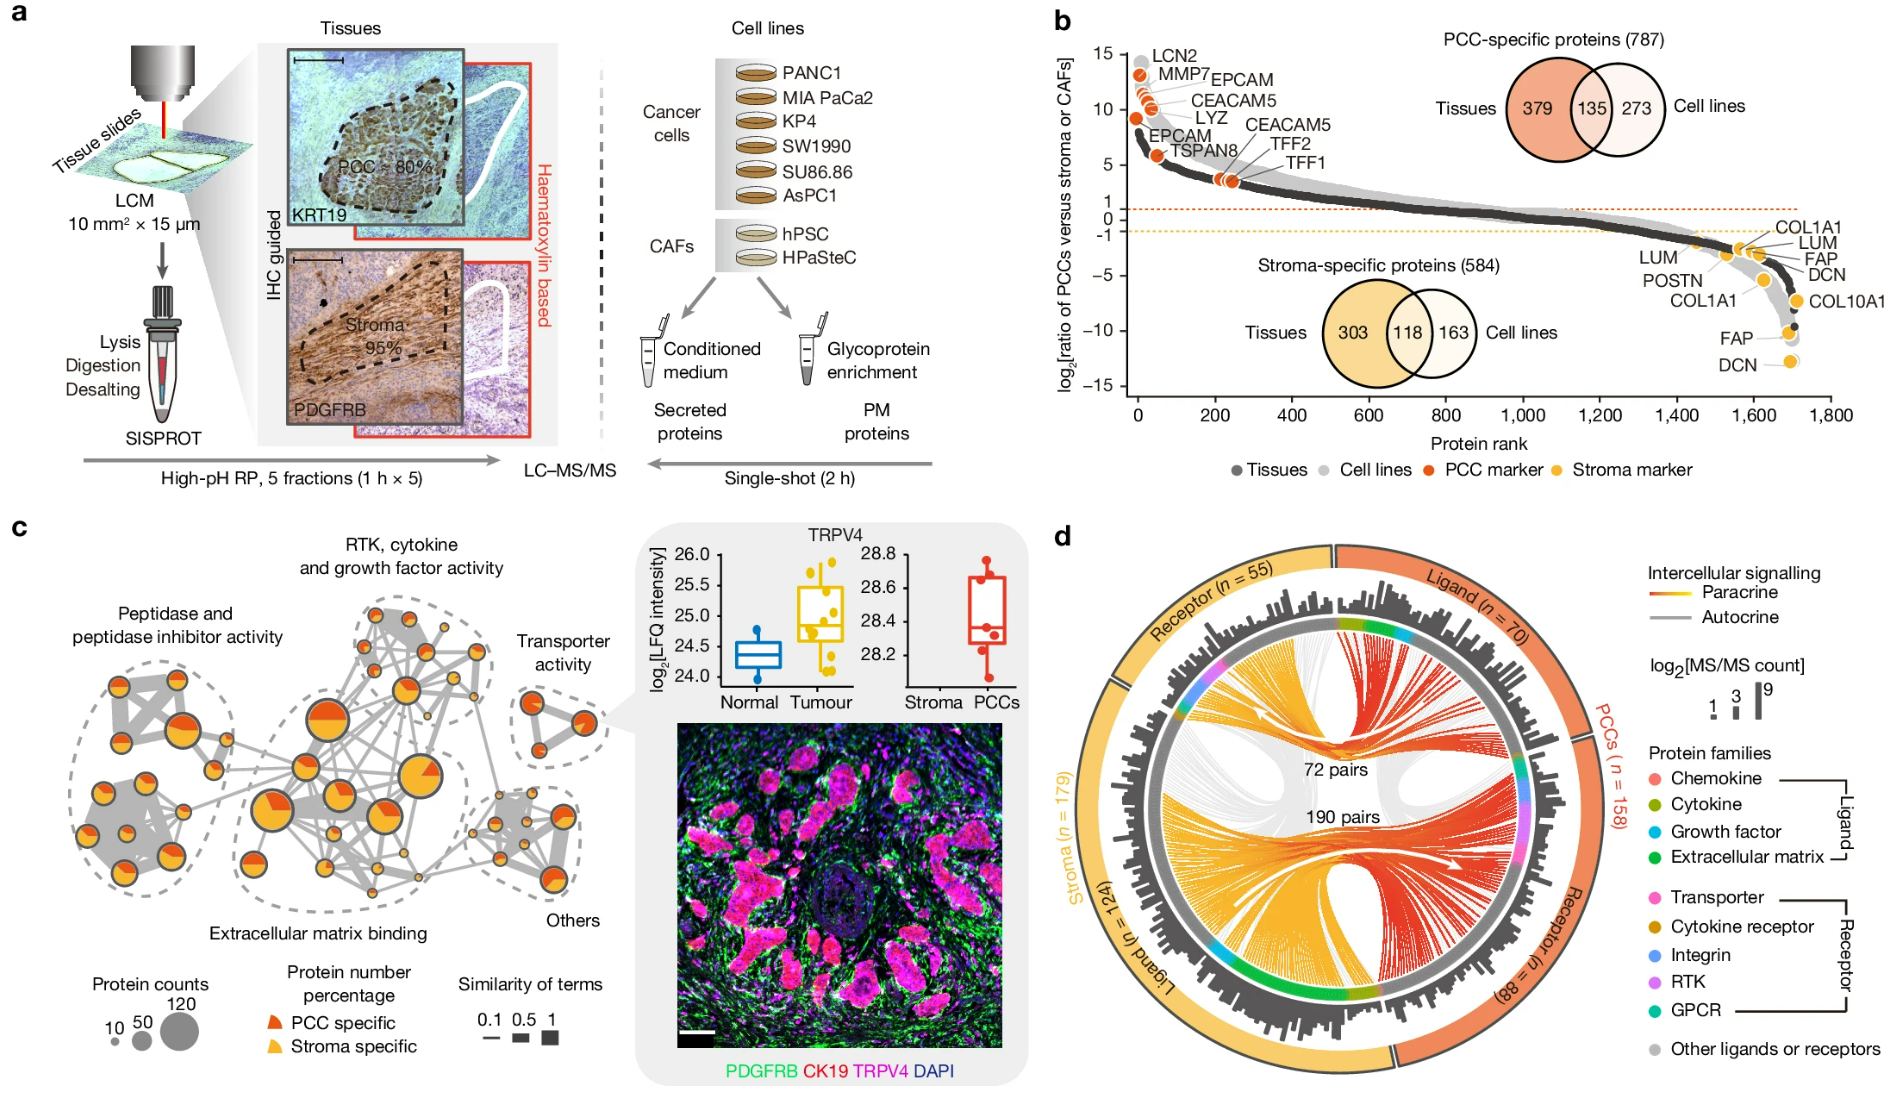 a
Tissues
Cell lines
Tissue slides
LCM
10 mm² × 15 µm
Lysis
Digestion
Desalting
SISPROT
IHC guided
PCC ~ 80%
KRT19
Stroma
~ 95%
PDGFRB
Haematoxylin based
Cancer
cells
PANC1
MIA PaCa2
KP4
SW1990
SU86.86
AsPC1
CAFs
hPSC
HPaSteC
Conditioned
medium
Glycoprotein
enrichment
Secreted
proteins
PM
proteins
High-pH RP, 5 fractions (1 h × 5)
LC–MS/MS
Single-shot (2 h)
b
log₂[ratio of PCCs versus stroma or CAFs]
15
10
5
1
0
-1
−5
−10
−15
LCN2
MMP7
EPCAM
CEACAM5
LYZ
EPCAM
TSPAN8
CEACAM5
TFF2
TFF1
PCC-specific proteins (787)
Tissues
379
135
273
Cell lines
Stroma-specific proteins (584)
Tissues
303
118
163
Cell lines
LUM
POSTN
COL1A1
COL1A1
LUM
FAP
DCN
COL10A1
FAP
DCN
0
200
400
600
800
1,000
1,200
1,400
1,600
1,800
Protein rank
Tissues
Cell lines
PCC marker
Stroma marker
c
RTK, cytokine
and growth factor activity
Peptidase and
peptidase inhibitor activity
Transporter
activity
Extracellular matrix binding
Others
Protein counts
10
50
120
Protein number
percentage
PCC specific
Stroma specific
Similarity of terms
0.1
0.5
1
TRPV4
log₂[LFQ intensity]
26.0
25.5
25.0
24.5
24.0
Normal
Tumour
28.8
28.6
28.4
28.2
Stroma
PCCs
PDGFRB CK19 TRPV4 DAPI
d
Receptor (n = 55)
Ligand (n = 70)
PCCs (n = 158)
Receptor (n = 88)
Ligand (n = 124)
Stroma (n = 179)
72 pairs
190 pairs
Intercellular signalling
Paracrine
Autocrine
log₂[MS/MS count]
1
3
9
Protein families
Chemokine
Cytokine
Growth factor
Extracellular matrix
Ligand
Transporter
Cytokine receptor
Integrin
RTK
GPCR
Receptor
Other ligands or receptors